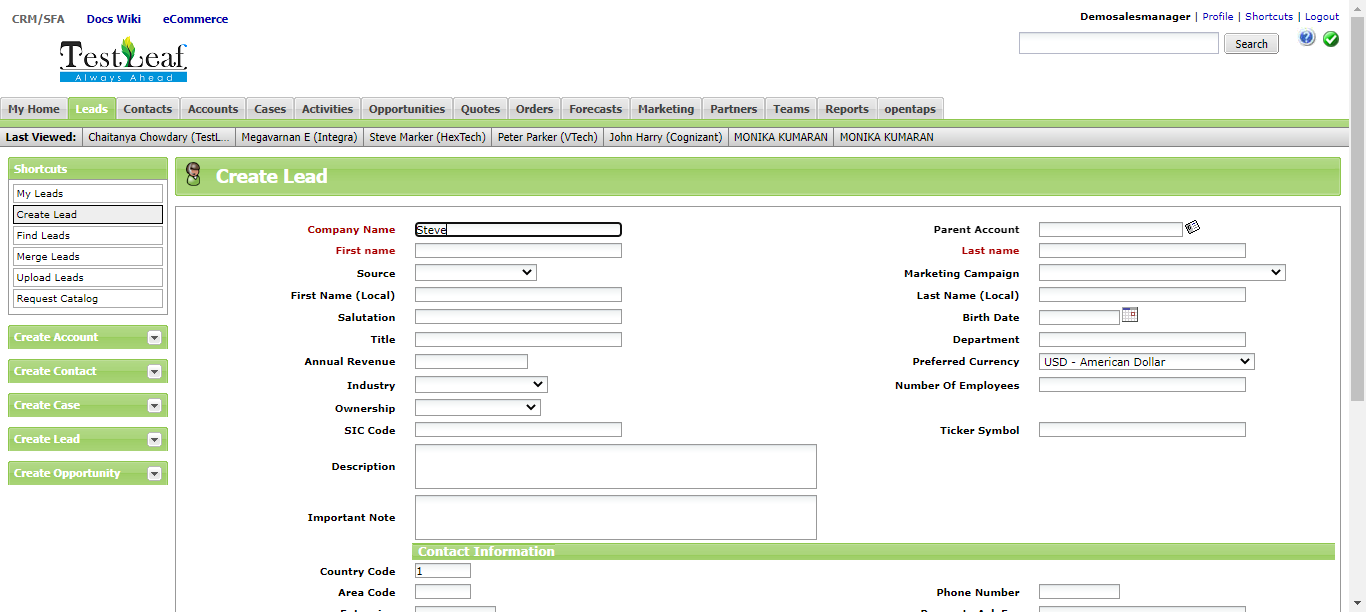 CRM/SFA Docs Wiki eCommerce
Demosalesmanager | Profile | Shortcuts | Logout
TestLeaf
Always Ahead
Search
?
My Home Leads Contacts Accounts Cases Activities Opportunities Quotes Orders Forecasts Marketing Partners Teams Reports opentaps
Last Viewed: Chaitanya Chowdary (TestL... Megavarnan E (Integra) Steve Marker (HexTech) Peter Parker (VTech) John Harry (Cognizant) MONIKA KUMARAN MONIKA KUMARAN
Shortcuts
My Leads
Create Lead
Find Leads
Merge Leads
Upload Leads
Request Catalog
Create Account
Create Contact
Create Case
Create Lead
Create Opportunity
Create Lead
Company Name Steve Parent Account
First name Last name
Source Marketing Campaign
First Name (Local) Last Name (Local)
Salutation Birth Date
Title Department
Annual Revenue Preferred Currency USD - American Dollar
Industry Number Of Employees
Ownership
SIC Code Ticker Symbol
Description
Important Note
Contact Information
Country Code 1
Area Code Phone Number